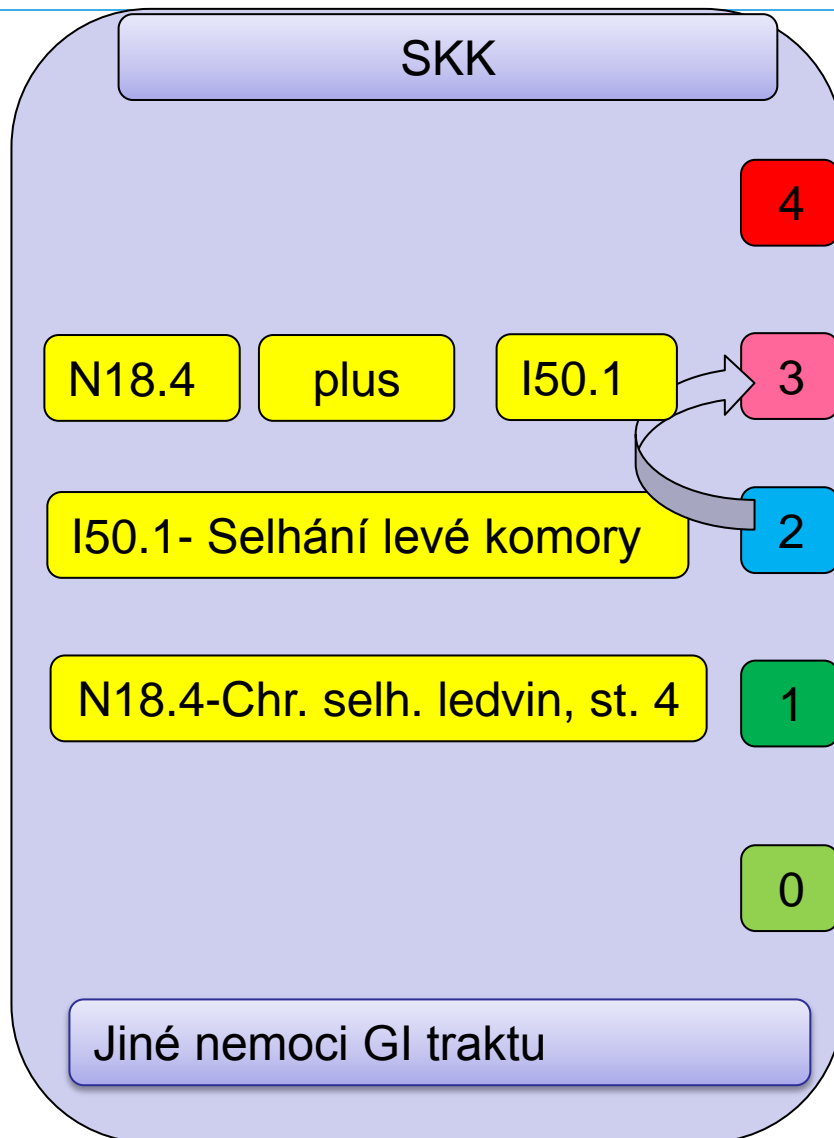 SKK
4
N18.4 plus I50.1 3
I50.1- Selhání levé komory 2
N18.4-Chr. selh. ledvin, st. 4 1
0
Jiné nemoci GI traktu